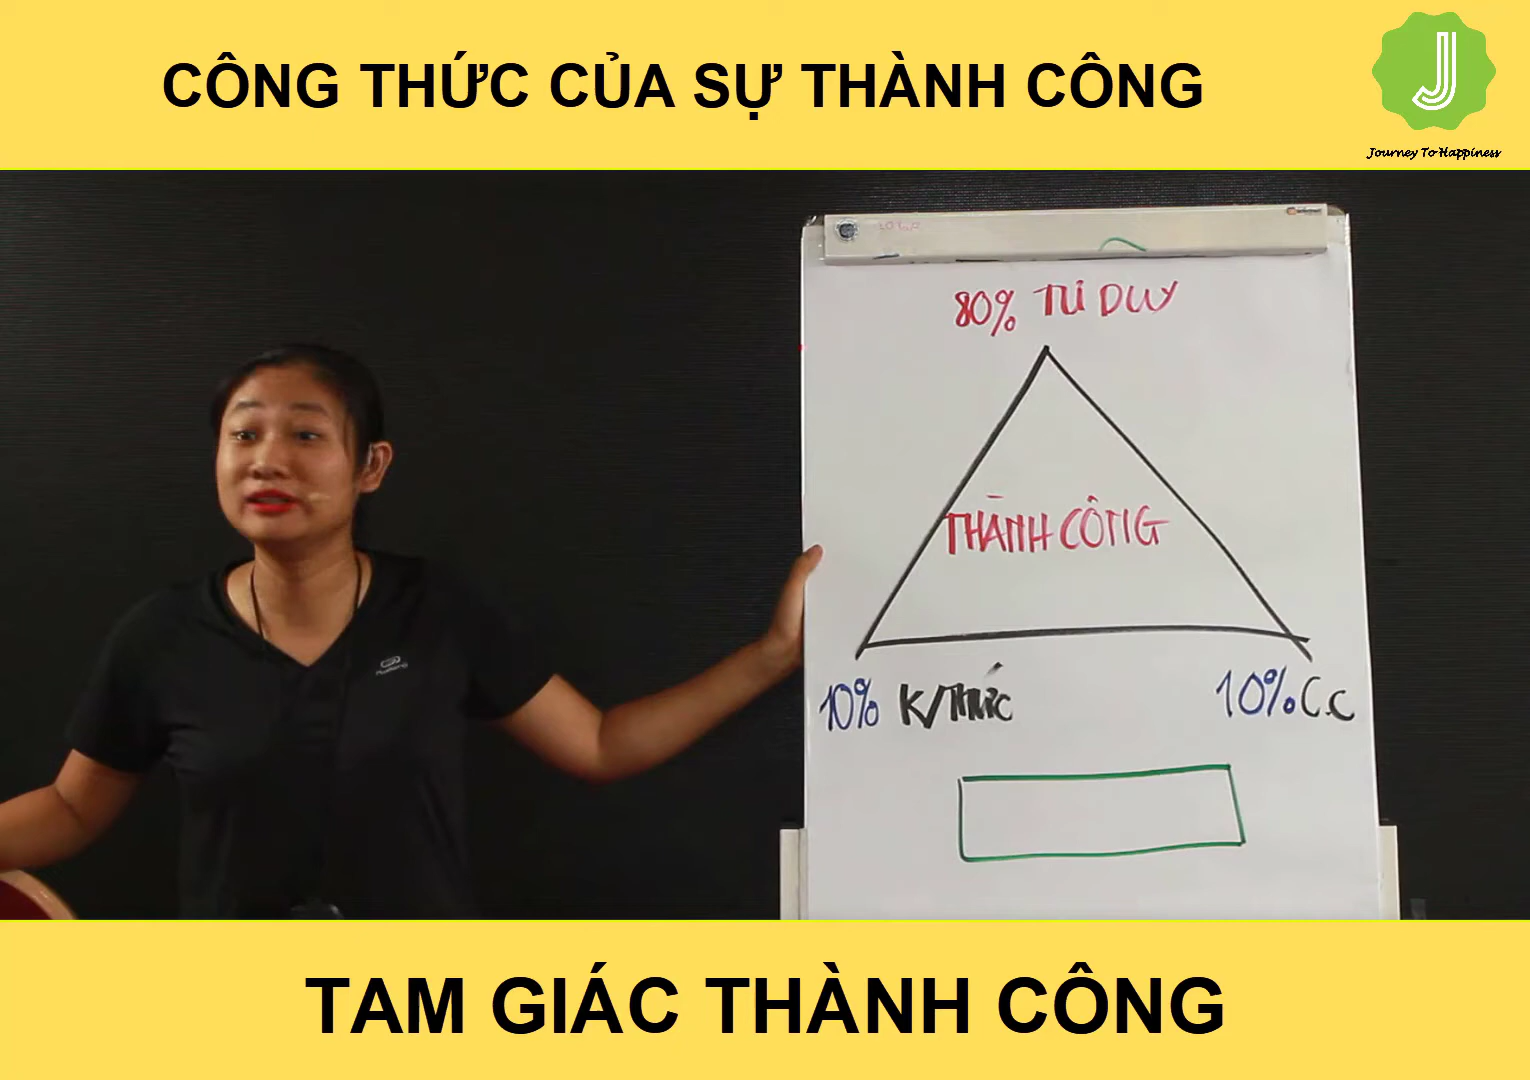 CÔNG THỨC CỦA SỰ THÀNH CÔNG
J
Journey To Happiness
80% TƯ DUY
THÀNH CÔNG
10% K/THỨC
10% C.C
TAM GIÁC THÀNH CÔNG